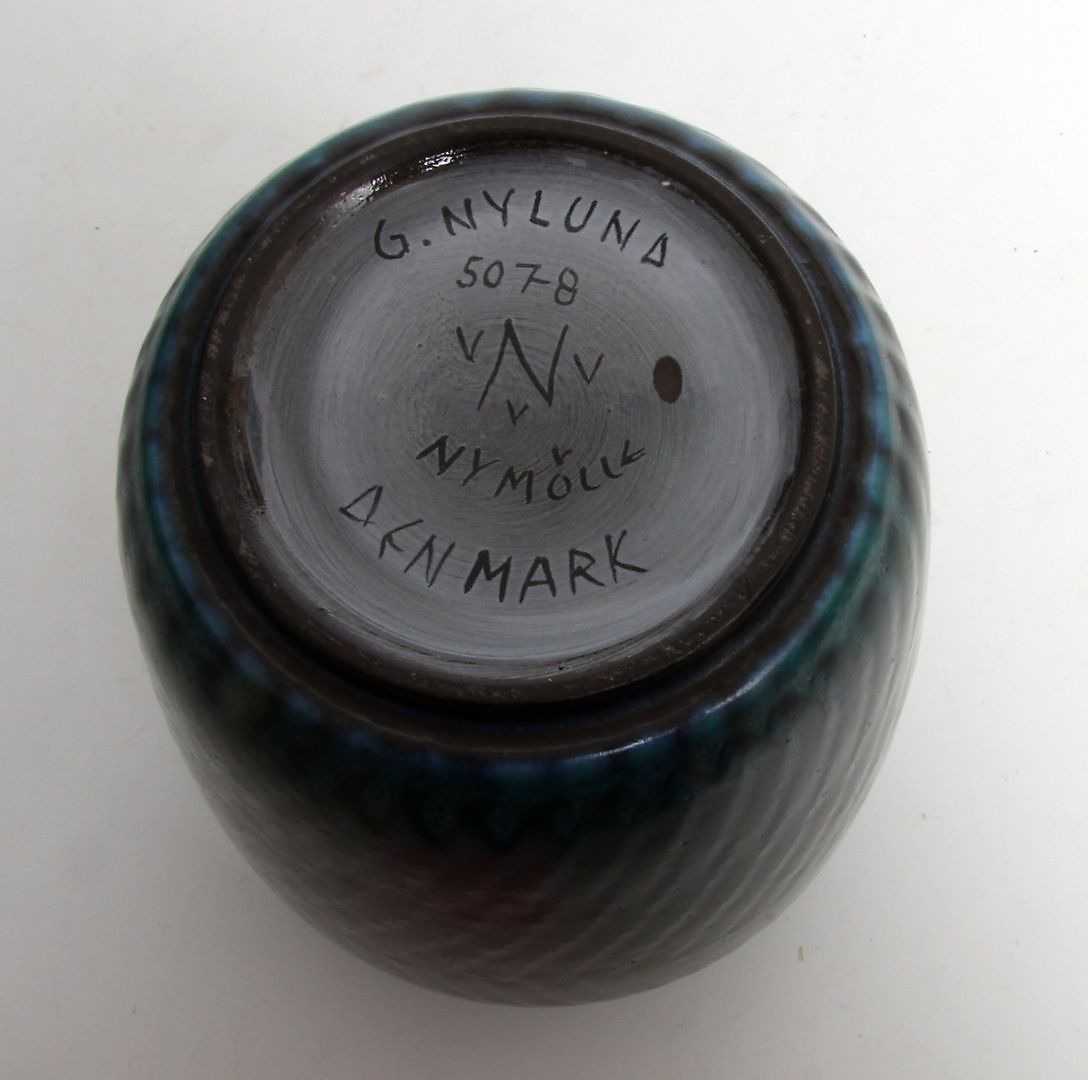 G. NYLUND
5078
V N V
V
NYMÖLLE
DENMARK